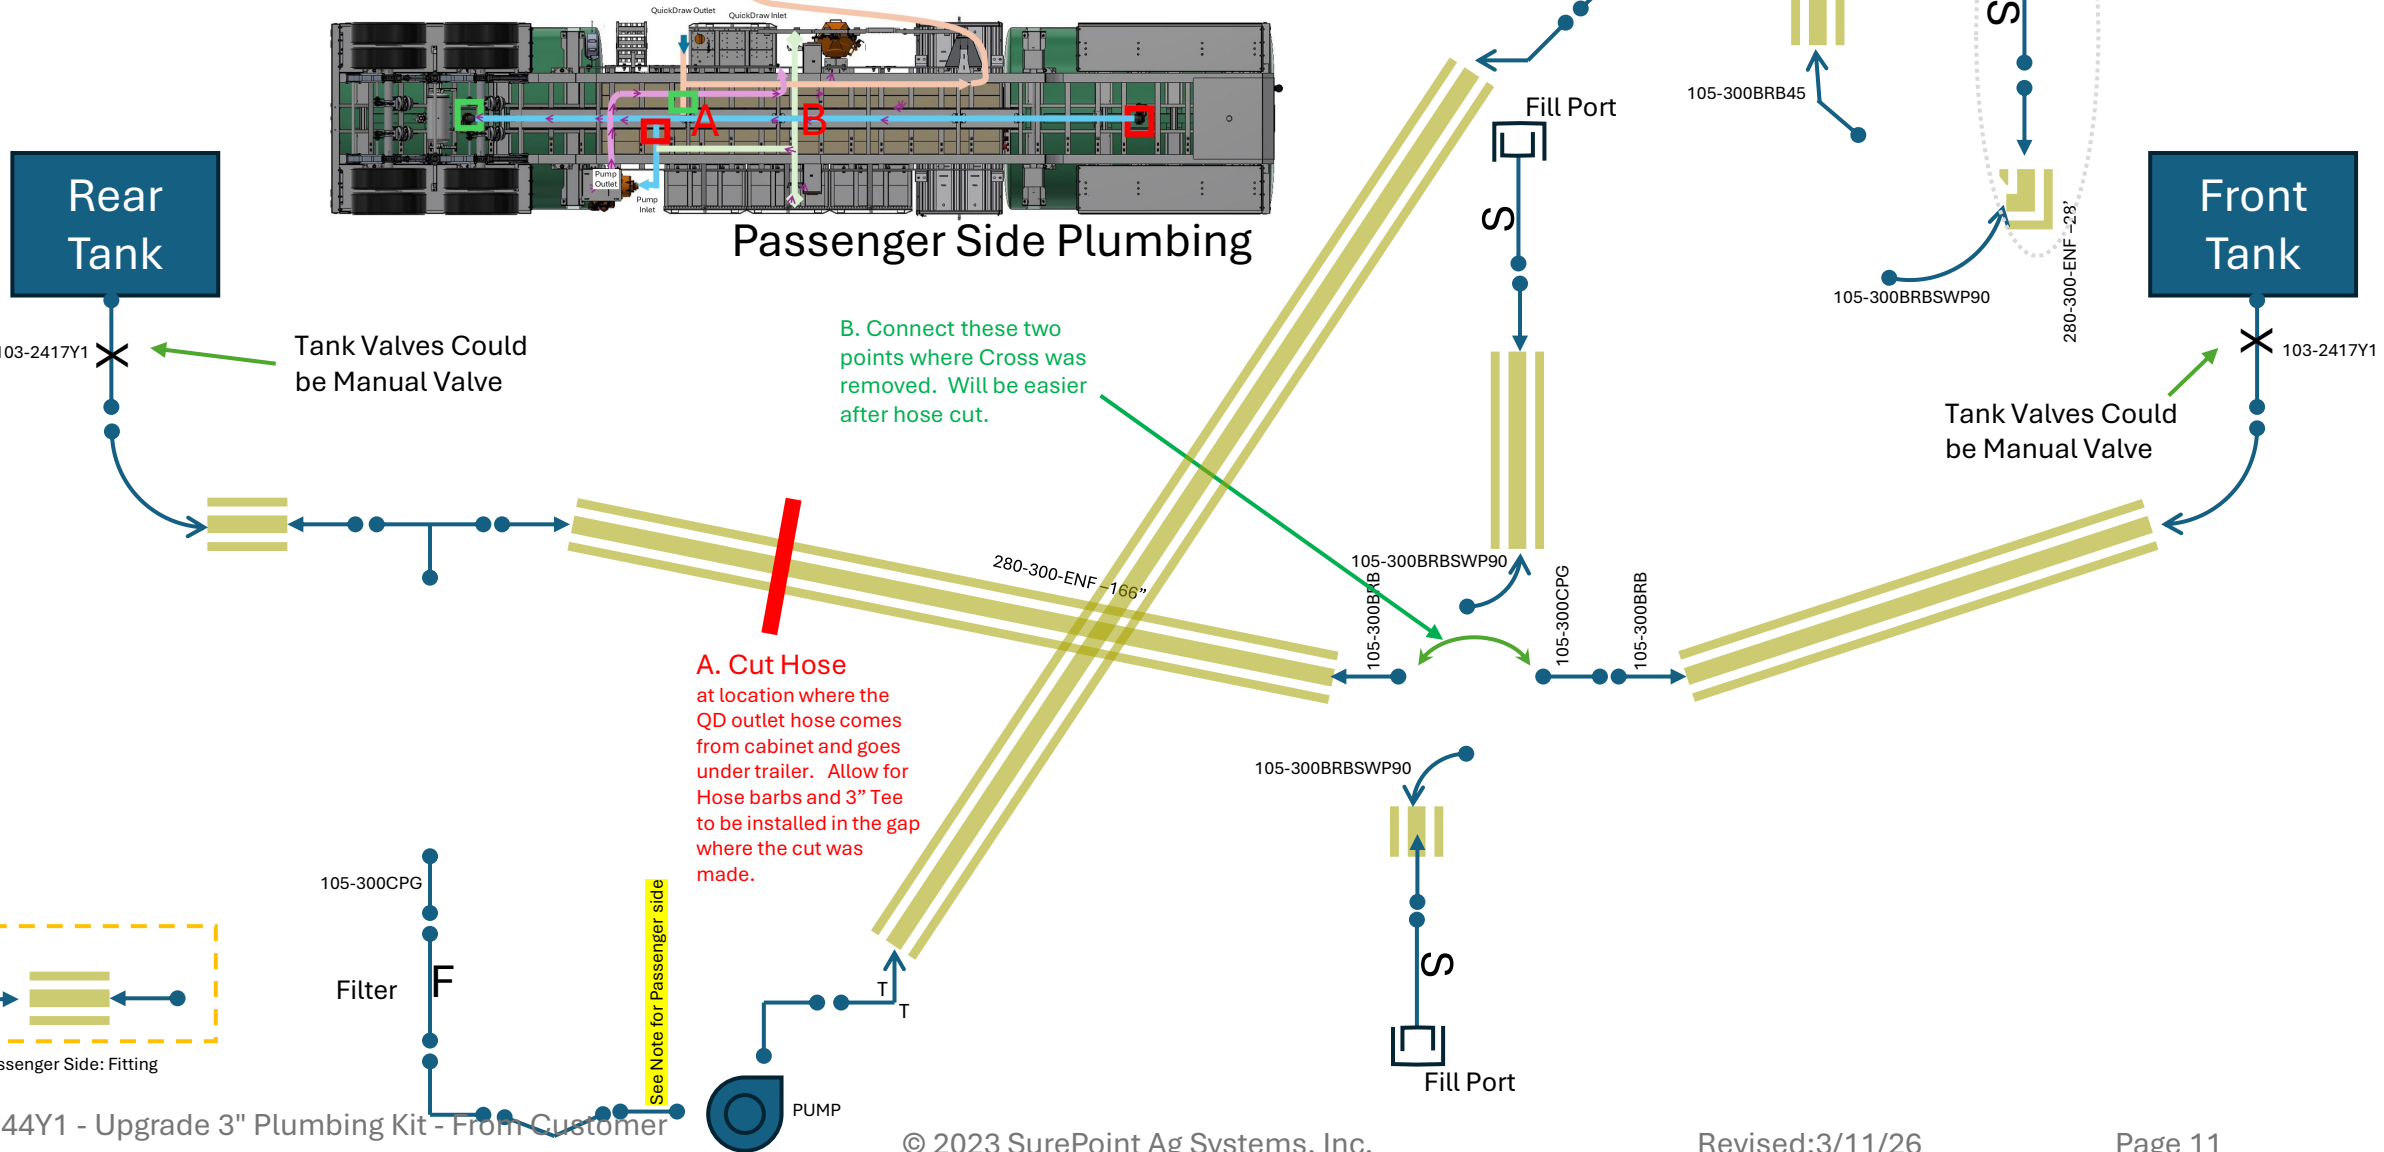 QuickDraw Outlet
QuickDraw Inlet
A
B
Pump
Outlet
Pump
Inlet
Passenger Side Plumbing
Rear
Tank
103-2417Y1
Tank Valves Could
be Manual Valve
B. Connect these two
points where Cross was
removed.  Will be easier
after hose cut.
Fill Port
S
105-300BRB45
S
105-300BRBSWP90
280-300-ENF –28’
Front
Tank
103-2417Y1
Tank Valves Could
be Manual Valve
280-300-ENF –166”
105-300BRBSWP90
105-300BRB
105-300CPG
105-300BRB
A. Cut Hose
at location where the
QD outlet hose comes
from cabinet and goes
under trailer.   Allow for
Hose barbs and 3” Tee
to be installed in the gap
where the cut was
made.
105-300BRBSWP90
S
Fill Port
105-300CPG
Filter
F
See Note for Passenger side
T
T
PUMP
ssenger Side: Fitting
44Y1 - Upgrade 3" Plumbing Kit - From Customer
© 2023 SurePoint Ag Systems, Inc.
Revised:3/11/26
Page 11